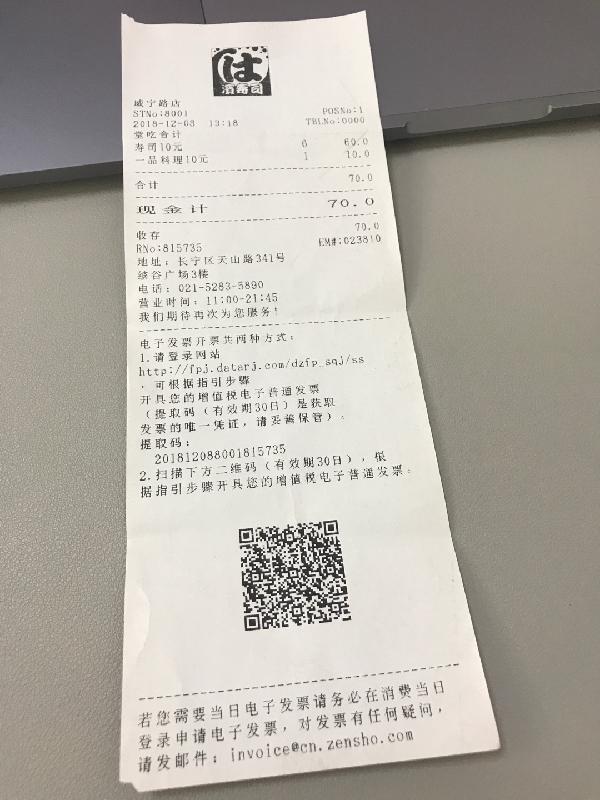 は
濱寿司
威宁路店
STNo:8001 POSNo:1
2018-12-08 13:18 TBLNo:0000
堂吃合计
寿司10元 6 60.0
一品料理10元 1 10.0
合计 70.0
现金计 70.0
收存 70.0
RNo:815735 EM#:023810
地址：长宁区天山路341号
缤谷广场3楼
电话：021-5283-5890
营业时间：11:00-21:45
我们期待再次为您服务！
电子发票开票共两种方式：
1.请登录网站
http://fpj.datarj.com/dzfp_sqj/ss
，可根据指引步骤
开具您的增值税电子普通发票
（提取码（有效期30日）是获取
发票的唯一凭证，请妥善保管）。
提取码：
201812088001815735
2.扫描下方二维码（有效期30日），根
据指引步骤开具您的增值税电子普通发票。
若您需要当日电子发票请务必在消费当日
登录申请电子发票，对发票有任何疑问，
请发邮件：invoice@cn.zensho.com